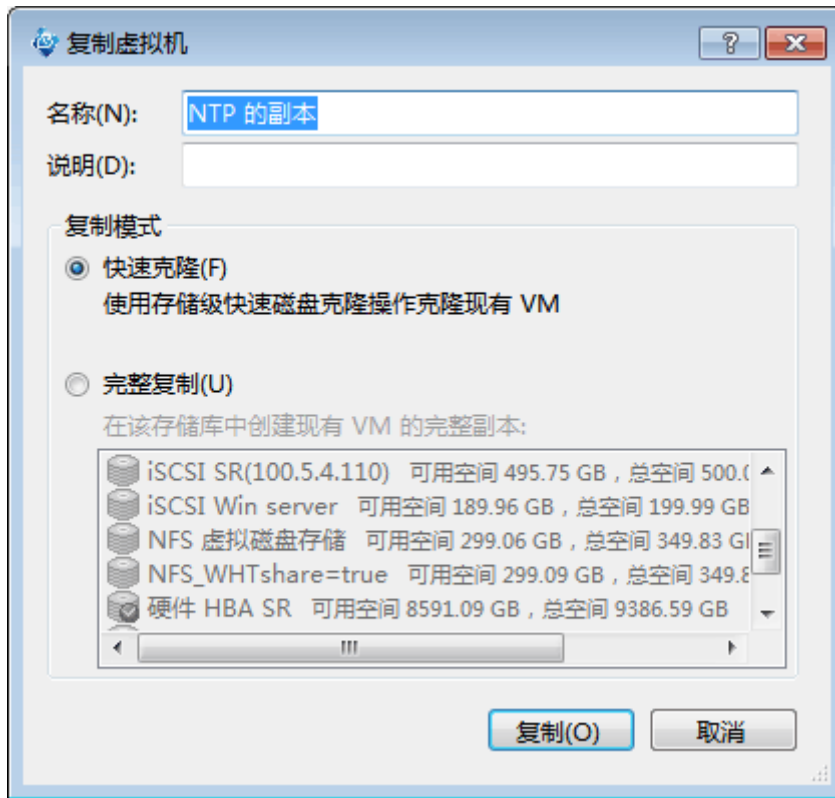 复制虚拟机
名称(N): NTP 的副本
说明(D):
复制模式
快速克隆(F)
使用存储级快速磁盘克隆操作克隆现有 VM
完整复制(U)
在该存储库中创建现有 VM 的完整副本:
iSCSI SR(100.5.4.110) 可用空间 495.75 GB，总空间 500.
iSCSI Win server 可用空间 189.96 GB，总空间 199.99 GB
NFS 虚拟磁盘存储 可用空间 299.06 GB，总空间 349.83 G
NFS_WHTshare=true 可用空间 299.09 GB，总空间 349.8
硬件 HBA SR 可用空间 8591.09 GB，总空间 9386.59 GB
复制(O) 取消